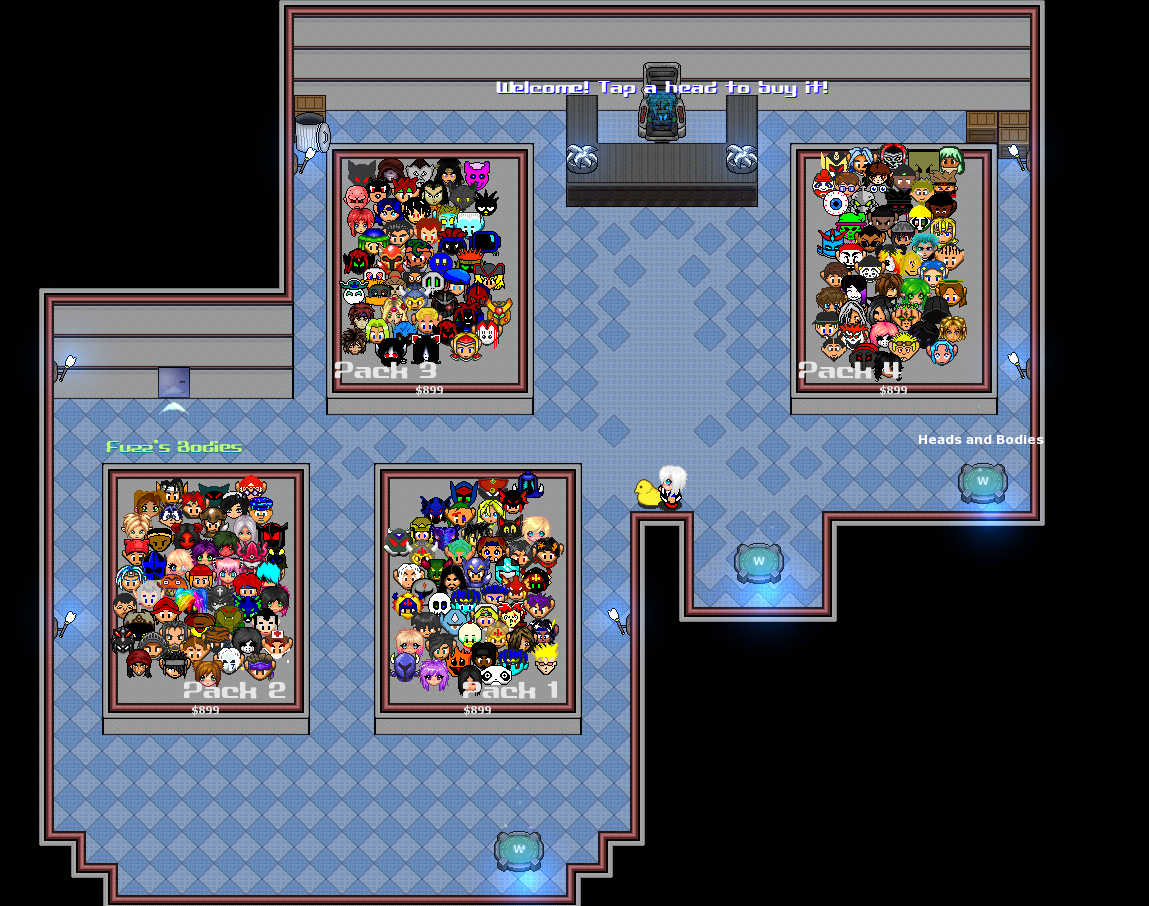 Welcome! Tap a head to buy it!
Pack 3
$899
Pack 4
$899
Heads and Bodies
Fuzz's Bodies
W
W
Pack 2
$899
Pack 1
$899
W